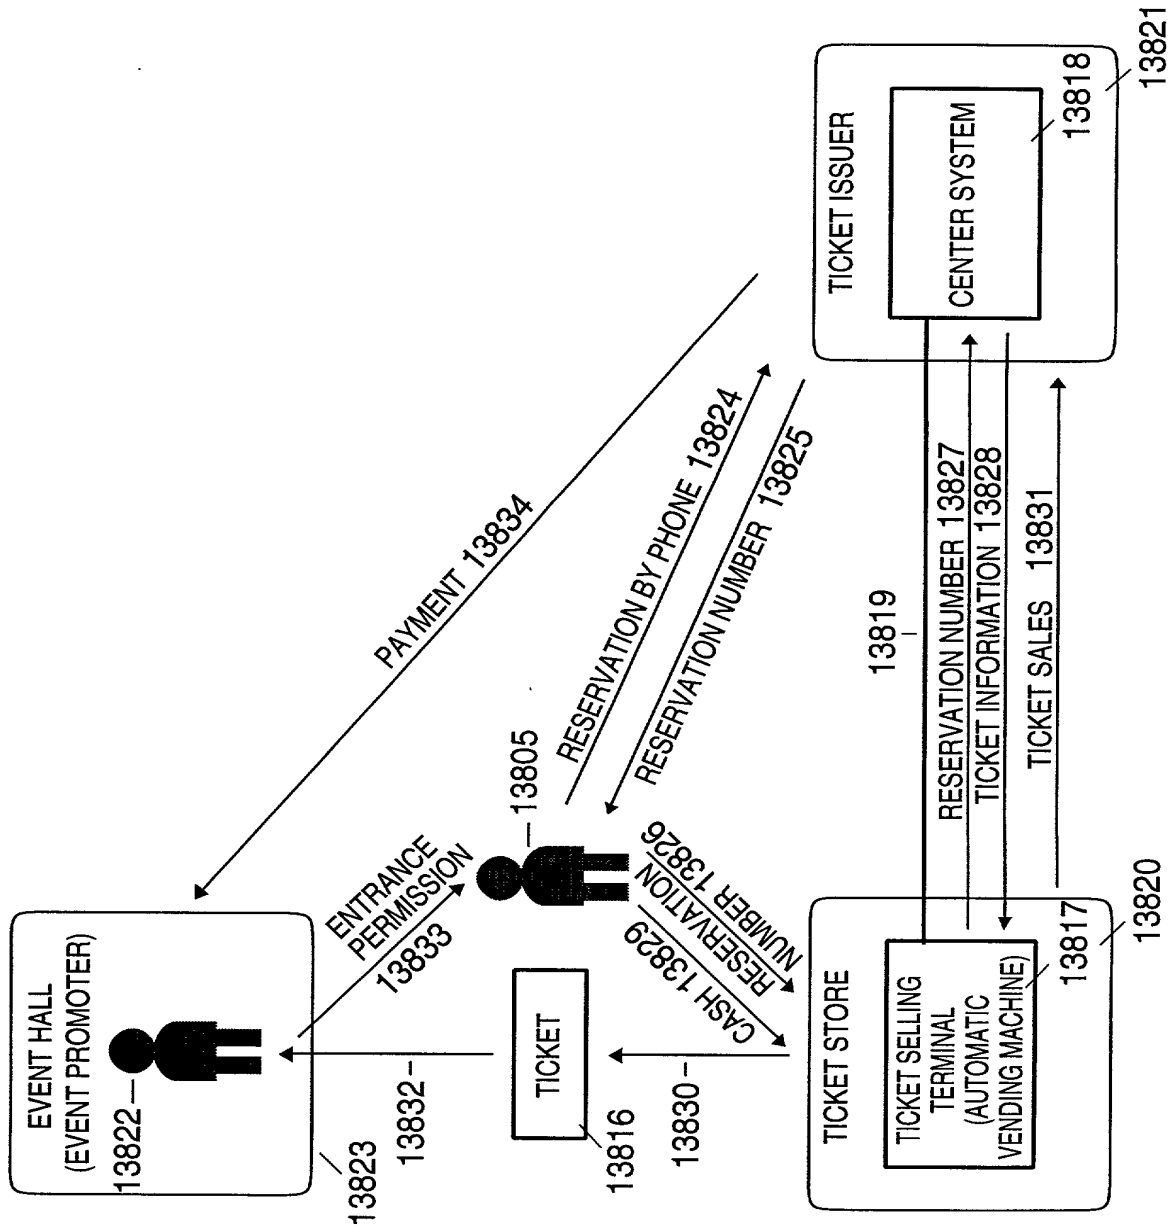 EVENT HALL
(EVENT PROMOTER)
13822
13823
PAYMENT 13834
ENTRANCE
PERMISSION
13833
13832
13805
TICKET
13816
13830
RESERVATION BY PHONE 13824
RESERVATION NUMBER 13825
RESERVATION
NUMBER 13826
CASH 13829
TICKET STORE
TICKET SELLING
TERMINAL
(AUTOMATIC
VENDING MACHINE)
13817
13820
13819
RESERVATION NUMBER 13827
TICKET INFORMATION 13828
TICKET SALES 13831
TICKET ISSUER
CENTER SYSTEM
13818
13821